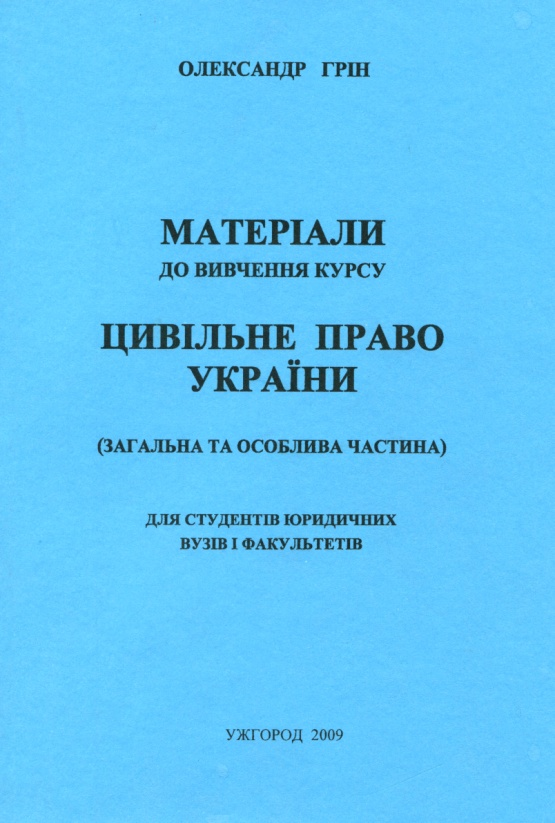 ОЛЕКСАНДР ГРІН
МАТЕРІАЛИ
ДО ВИВЧЕННЯ КУРСУ
ЦИВІЛЬНЕ ПРАВО
УКРАЇНИ
(ЗАГАЛЬНА ТА ОСОБЛИВА ЧАСТИНА)
ДЛЯ СТУДЕНТІВ ЮРИДИЧНИХ
ВУЗІВ І ФАКУЛЬТЕТІВ
УЖГОРОД 2009